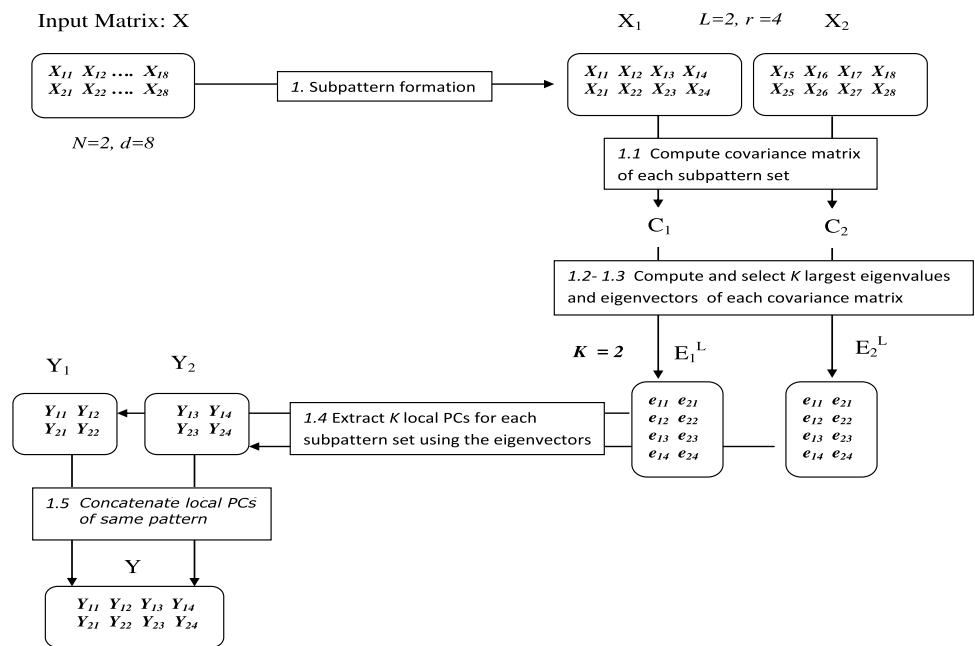 Input Matrix: X
X₁ L=2, r =4 X₂
X₁₁ X₁₂ .... X₁₈
X₂₁ X₂₂ .... X₂₈
N=2, d=8
1. Subpattern formation
X₁₁ X₁₂ X₁₃ X₁₄
X₂₁ X₂₂ X₂₃ X₂₄
X₁₅ X₁₆ X₁₇ X₁₈
X₂₅ X₂₆ X₂₇ X₂₈
1.1 Compute covariance matrix
of each subpattern set
C₁ C₂
1.2- 1.3 Compute and select K largest eigenvalues
and eigenvectors of each covariance matrix
K = 2 E₁ᴸ E₂ᴸ
e₁₁ e₂₁
e₁₂ e₂₂
e₁₃ e₂₃
e₁₄ e₂₄
e₁₁ e₂₁
e₁₂ e₂₂
e₁₃ e₂₃
e₁₄ e₂₄
1.4 Extract K local PCs for each
subpattern set using the eigenvectors
Y₁ Y₂
Y₁₁ Y₁₂
Y₂₁ Y₂₂
Y₁₃ Y₁₄
Y₂₃ Y₂₄
1.5 Concatenate local PCs
of same pattern
Y
Y₁₁ Y₁₂ Y₁₃ Y₁₄
Y₂₁ Y₂₂ Y₂₃ Y₂₄